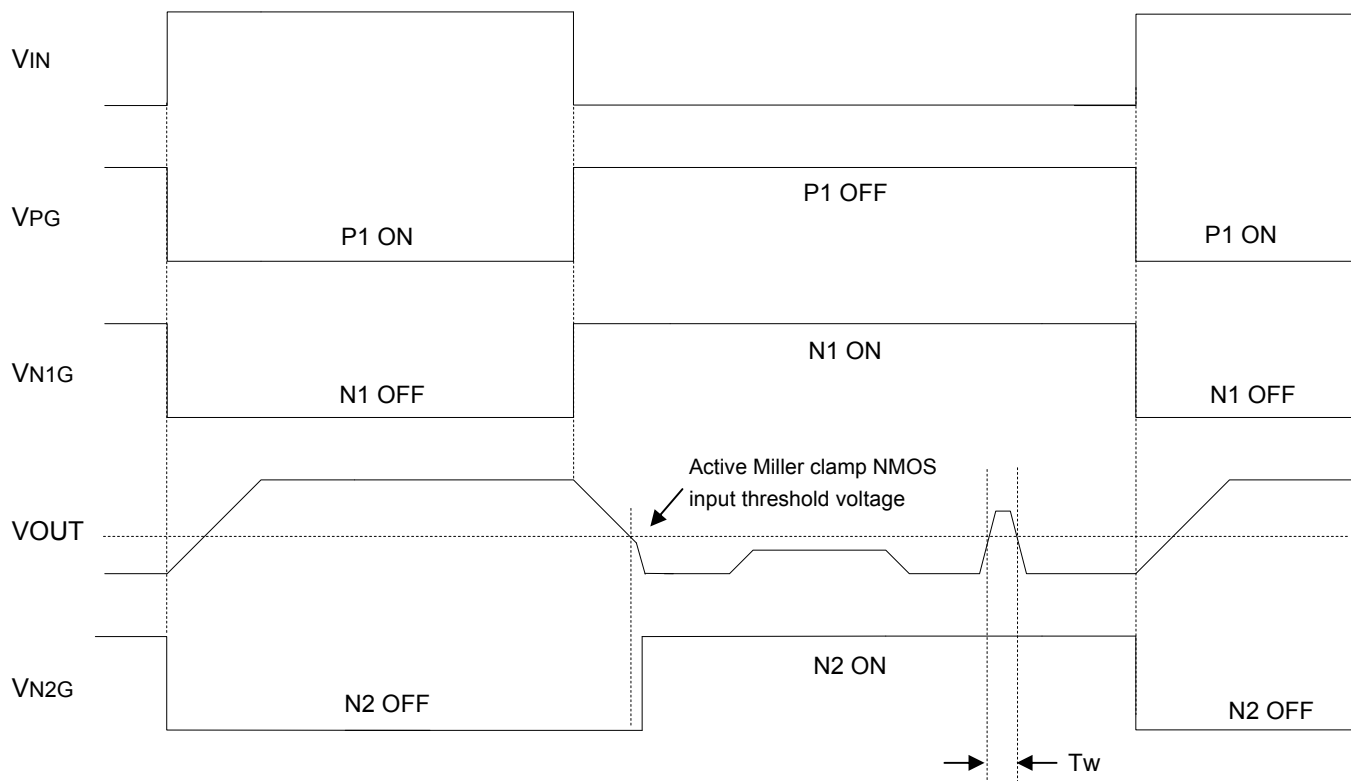 VIN
VPG
P1 ON
P1 OFF
P1 ON
VN1G
N1 OFF
N1 ON
N1 OFF
Active Miller clamp NMOS
input threshold voltage
VOUT
VN2G
N2 OFF
N2 ON
N2 OFF
Tw